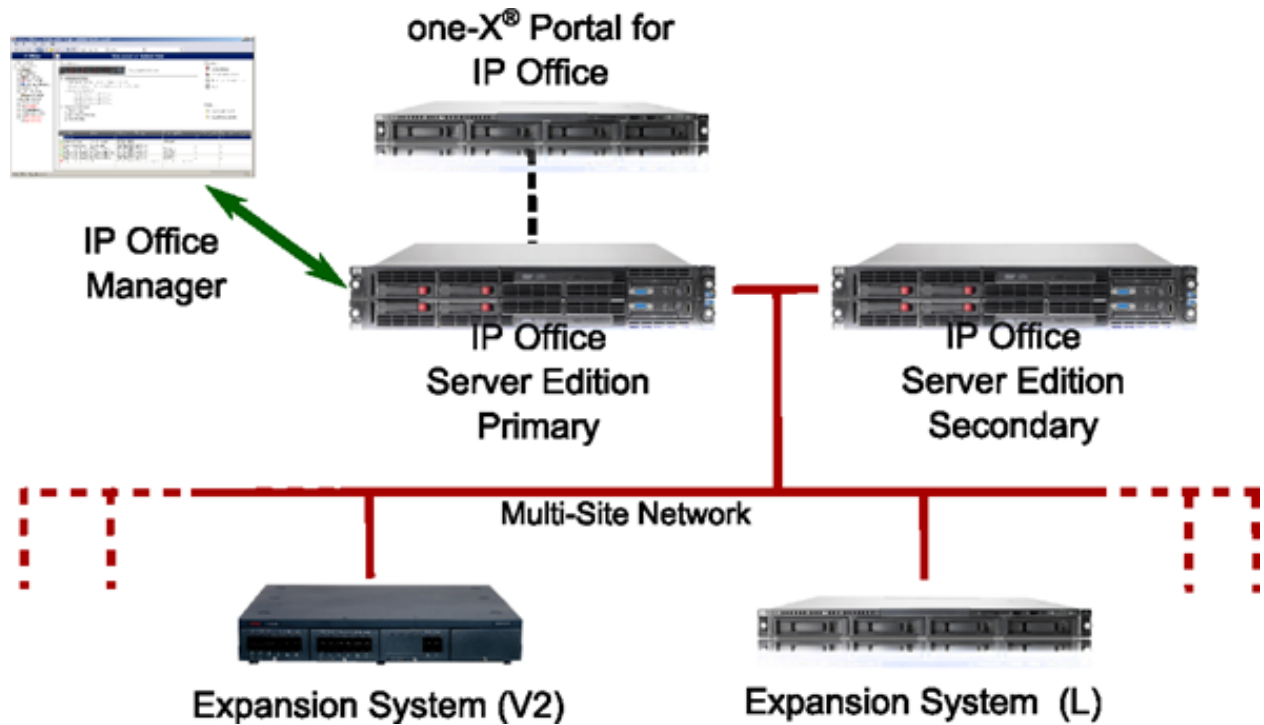 one-X® Portal for
IP Office
IP Office
Manager
IP Office
Server Edition
Primary
IP Office
Server Edition
Secondary
Multi-Site Network
Expansion System (V2)
Expansion System (L)